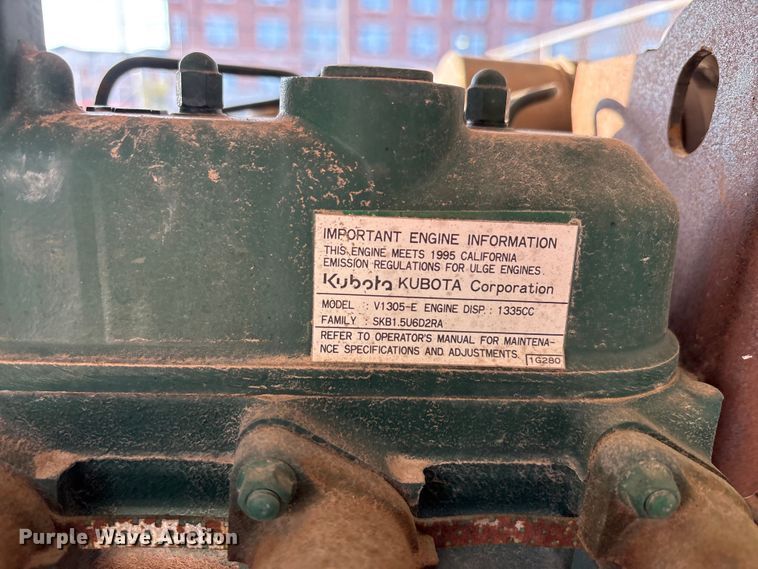 IMPORTANT ENGINE INFORMATION
THIS ENGINE MEETS 1995 CALIFORNIA
EMISSION REGULATIONS FOR ULGE ENGINES.
Kubota KUBOTA Corporation
MODEL : V1305-E ENGINE DISP. : 1335CC
FAMILY : SKB1.5U6D2RA
REFER TO OPERATOR'S MANUAL FOR MAINTENA-
NCE SPECIFICATIONS AND ADJUSTMENTS.
1G280
Purple Wave Auction